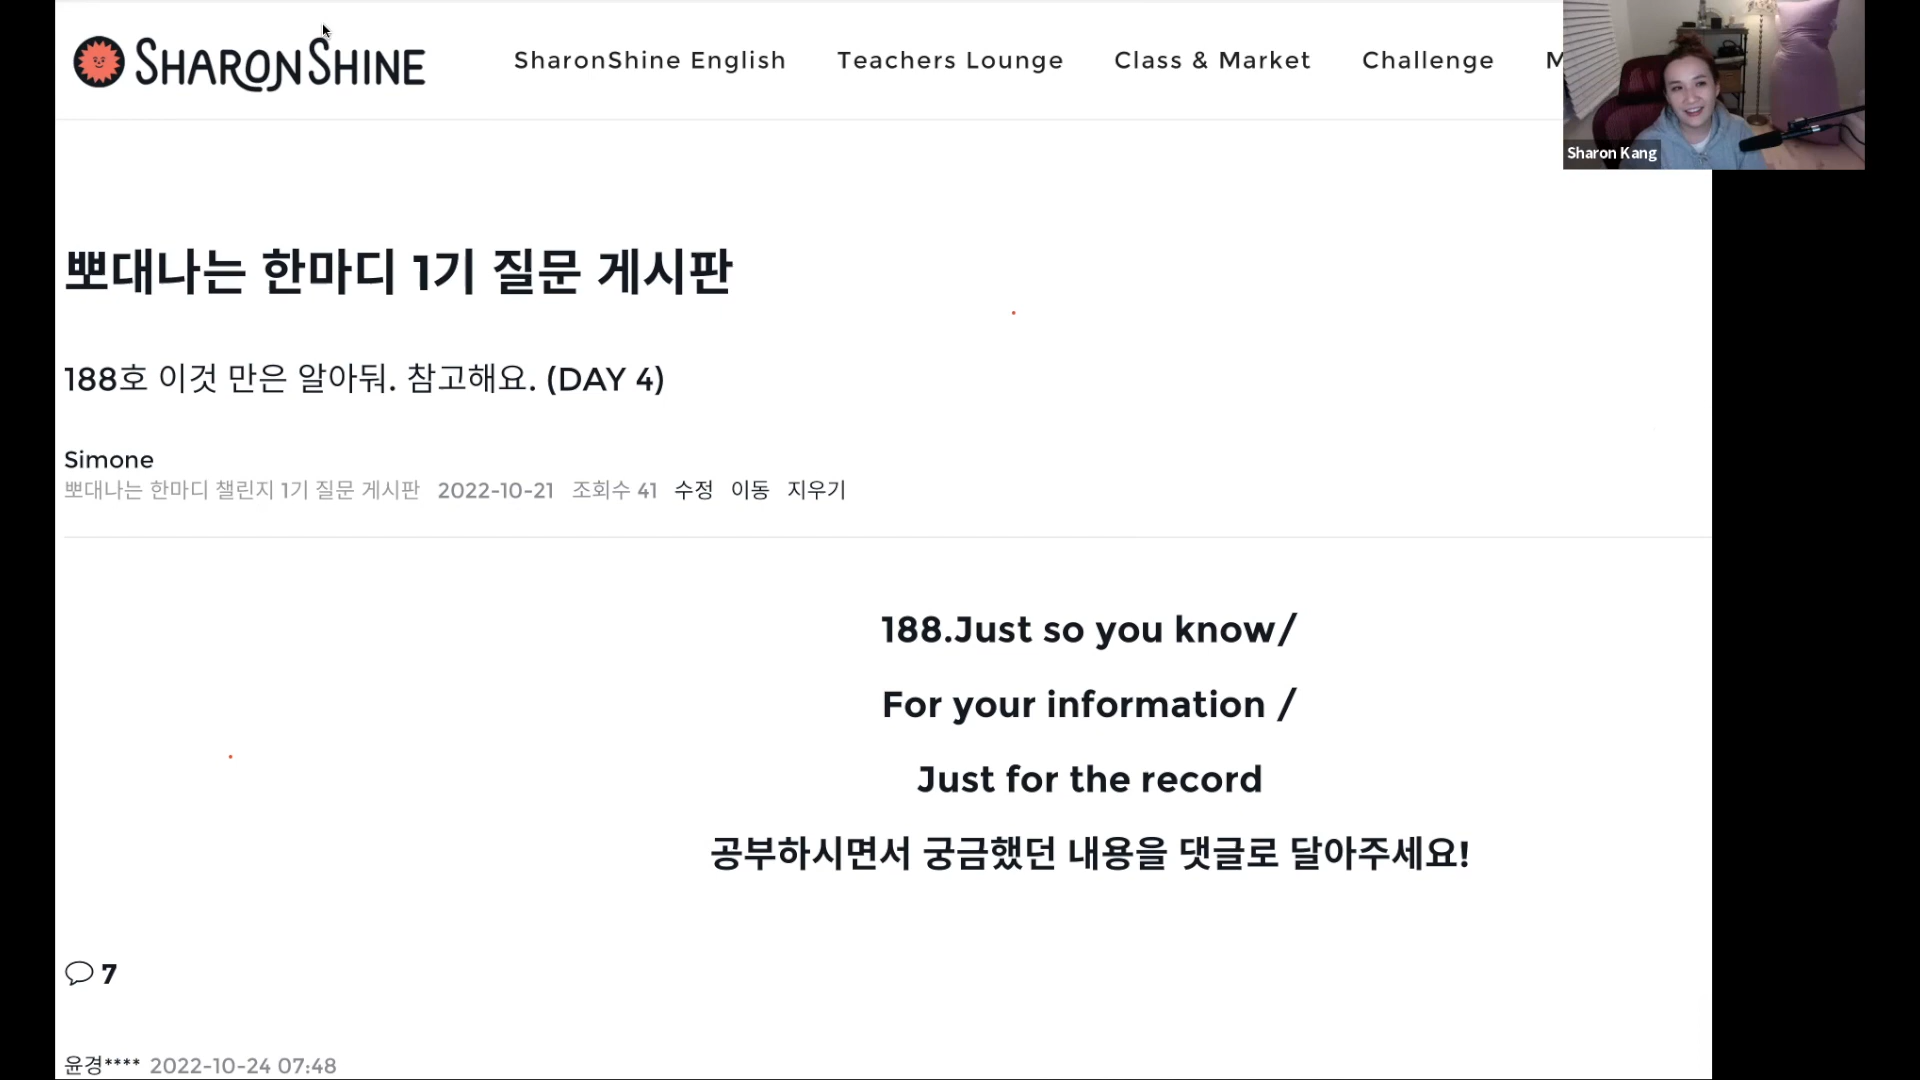 SHARONSHINE
SharonShine English
Teachers Lounge
Class & Market
Challenge
Sharon Kang
뽀대나는 한마디 1기 질문 게시판
188호 이것 만은 알아둬. 참고해요. (DAY 4)
Simone
뽀대나는 한마디 챌린지 1기 질문 게시판 2022-10-21 조회수 41 수정 이동 지우기
188.Just so you know/
For your information /
Just for the record
공부하시면서 궁금했던 내용을 댓글로 달아주세요!
7
윤경**** 2022-10-24 07:48